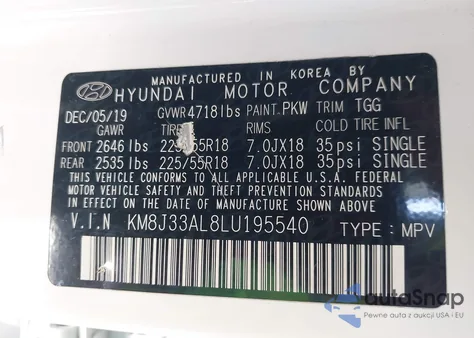 MANUFACTURED IN KOREA BY
HYUNDAI MOTOR COMPANY
DEC/05/19 GVWR 4718lbs PAINT PKW TRIM TGG
GAWR TIRE RIMS COLD TIRE INFL
FRONT 2646 lbs 225/55R18 7.0JX18 35psi SINGLE
REAR 2535 lbs 225/55R18 7.0JX18 35psi SINGLE
THIS VEHICLE CONFORMS TO ALL APPLICABLE U.S.A. FEDERAL
MOTOR VEHICLE SAFETY, BUMPER, AND THEFT PREVENTION
STANDARDS IN EFFECT ON THE DATE OF MANUFACTURE SHOWN ABOVE.
V.I.N KM8J33AL8LU195540 TYPE: MPV
autoSnap
Pewne auta z aukcji USA i EU